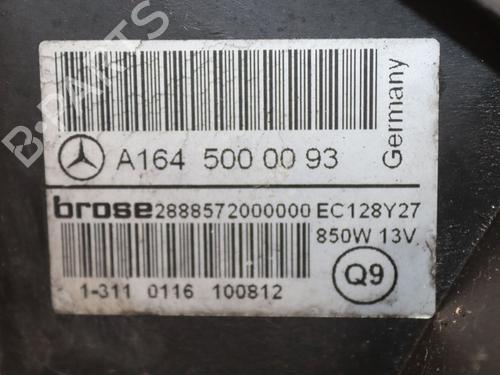 B-PARTS
A164 500 00 93
Germany
brose 2888572000000 EC128Y27
850W 13V
1-311 0116 100812
Q9